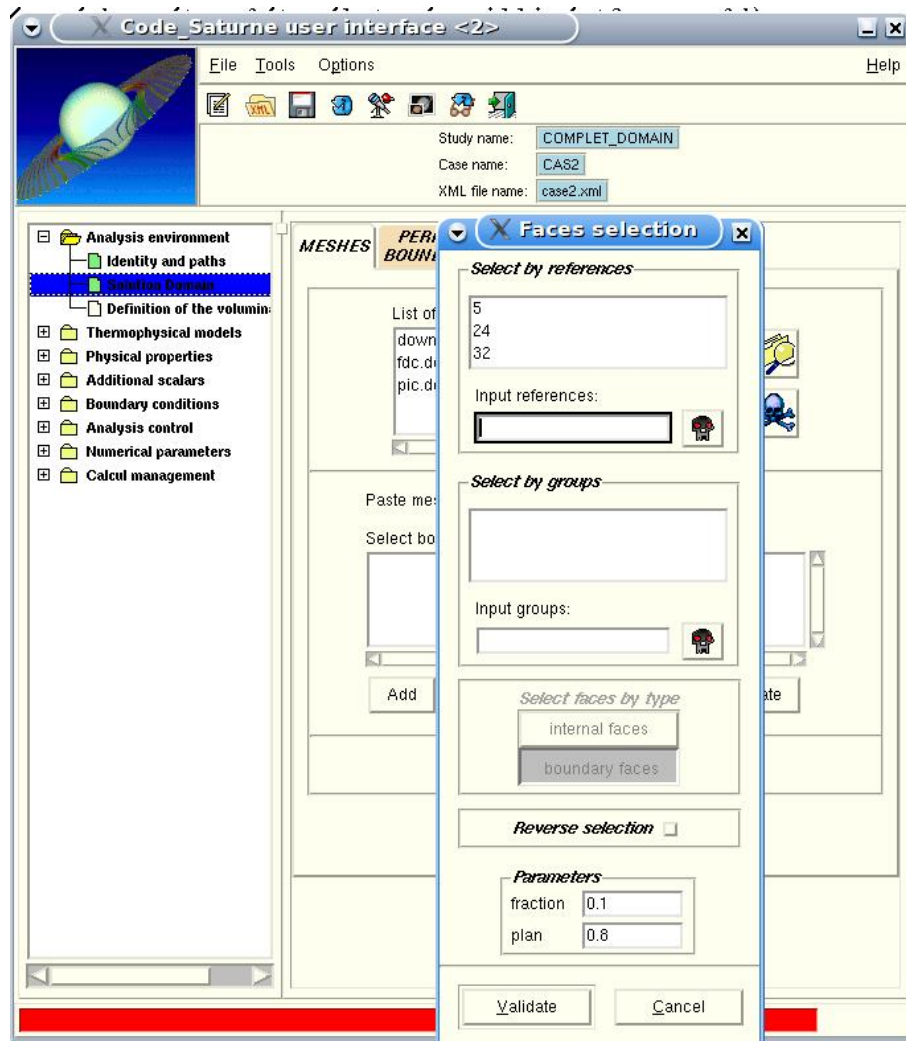 Code_Saturne user interface <2>
File Tools Options Help
Study name: COMPLET_DOMAIN
Case name: CAS2
XML file name: case2.xml
Analysis environment
Identity and paths
Solution Domain
Definition of the volumin
Thermophysical models
Physical properties
Additional scalars
Boundary conditions
Analysis control
Numerical parameters
Calcul management
MESHES
PERI
BOUN
List of
down
fdc.d
pic.d
Paste me
Select bo
Add
ate
Faces selection
Select by references
5
24
32
Input references:
Select by groups
Input groups:
Select faces by type
internal faces
boundary faces
Reverse selection
Parameters
fraction 0.1
plan 0.8
Validate Cancel